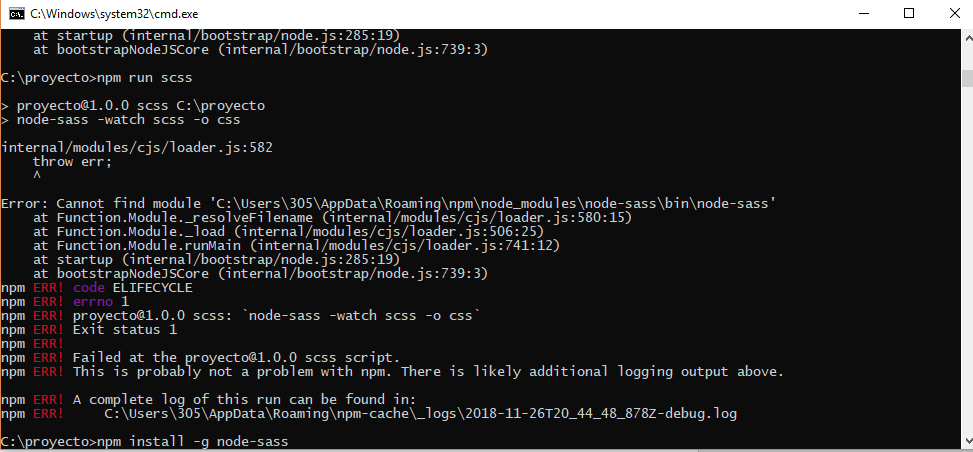 C:\Windows\system32\cmd.exe
    at startup (internal/bootstrap/node.js:285:19)
    at bootstrapNodeJSCore (internal/bootstrap/node.js:739:3)
C:\proyecto>npm run scss
> proyecto@1.0.0 scss C:\proyecto
> node-sass -watch scss -o css
internal/modules/cjs/loader.js:582
    throw err;
    ^
Error: Cannot find module 'C:\Users\305\AppData\Roaming\npm\node_modules\node-sass\bin\node-sass'
    at Function.Module._resolveFilename (internal/modules/cjs/loader.js:580:15)
    at Function.Module._load (internal/modules/cjs/loader.js:506:25)
    at Function.Module.runMain (internal/modules/cjs/loader.js:741:12)
    at startup (internal/bootstrap/node.js:285:19)
    at bootstrapNodeJSCore (internal/bootstrap/node.js:739:3)
npm ERR! code ELIFECYCLE
npm ERR! errno 1
npm ERR! proyecto@1.0.0 scss: `node-sass -watch scss -o css`
npm ERR! Exit status 1
npm ERR!
npm ERR! Failed at the proyecto@1.0.0 scss script.
npm ERR! This is probably not a problem with npm. There is likely additional logging output above.
npm ERR! A complete log of this run can be found in:
npm ERR!     C:\Users\305\AppData\Roaming\npm-cache\_logs\2018-11-26T20_44_48_878Z-debug.log
C:\proyecto>npm install -g node-sass